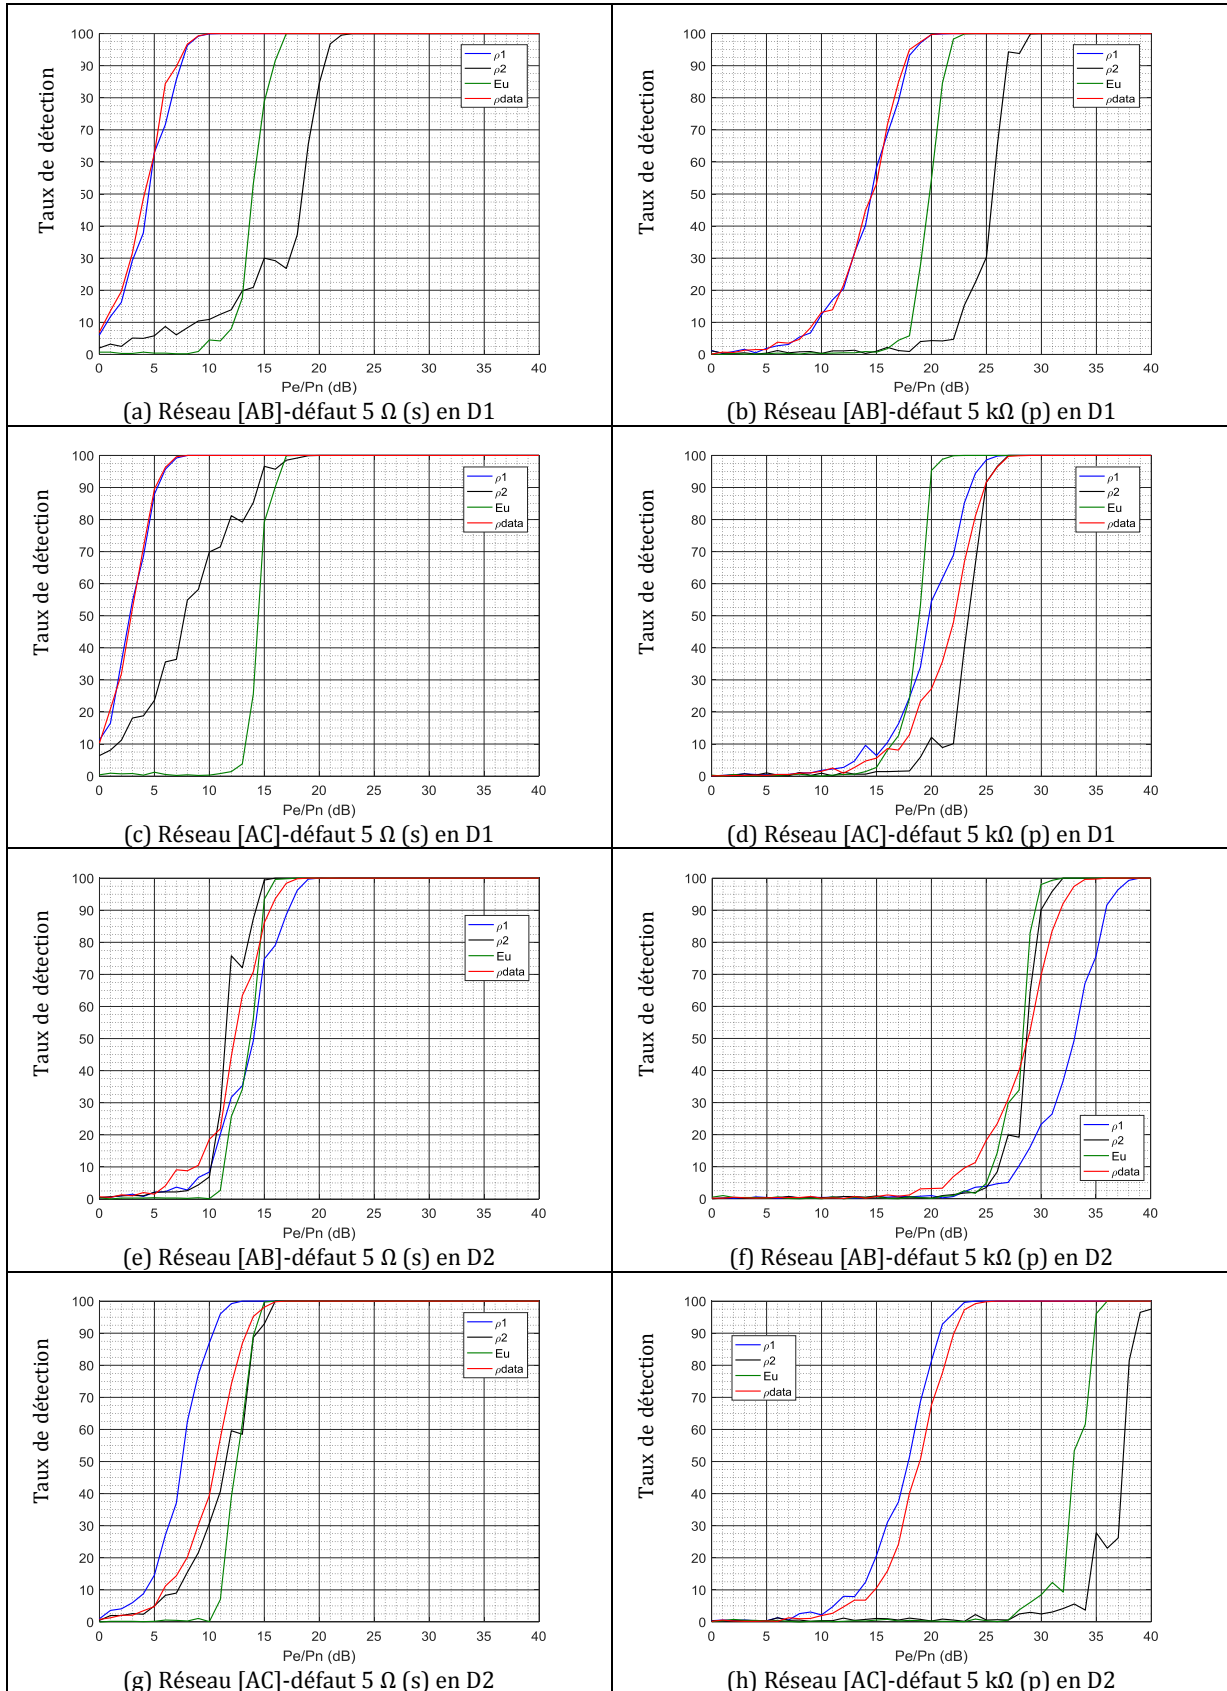 Taux de détection
100
90
80
70
60
50
40
30
20
10
0
0 5 10 15 20 25 30 35 40
Pe/Pn (dB)
ρ1
ρ2
Eu
ρdata
(a) Réseau [AB]-défaut 5 Ω (s) en D1
Taux de détection
100
90
80
70
60
50
40
30
20
10
0
0 5 10 15 20 25 30 35 40
Pe/Pn (dB)
ρ1
ρ2
Eu
ρdata
(b) Réseau [AB]-défaut 5 kΩ (p) en D1
Taux de détection
100
90
80
70
60
50
40
30
20
10
0
0 5 10 15 20 25 30 35 40
Pe/Pn (dB)
ρ1
ρ2
Eu
ρdata
(c) Réseau [AC]-défaut 5 Ω (s) en D1
Taux de détection
100
90
80
70
60
50
40
30
20
10
0
0 5 10 15 20 25 30 35 40
Pe/Pn (dB)
ρ1
ρ2
Eu
ρdata
(d) Réseau [AC]-défaut 5 kΩ (p) en D1
Taux de détection
100
90
80
70
60
50
40
30
20
10
0
0 5 10 15 20 25 30 35 40
Pe/Pn (dB)
ρ1
ρ2
Eu
ρdata
(e) Réseau [AB]-défaut 5 Ω (s) en D2
Taux de détection
100
90
80
70
60
50
40
30
20
10
0
0 5 10 15 20 25 30 35 40
Pe/Pn (dB)
ρ1
ρ2
Eu
ρdata
(f) Réseau [AB]-défaut 5 kΩ (p) en D2
Taux de détection
100
90
80
70
60
50
40
30
20
10
0
0 5 10 15 20 25 30 35 40
Pe/Pn (dB)
ρ1
ρ2
Eu
ρdata
(g) Réseau [AC]-défaut 5 Ω (s) en D2
Taux de détection
100
90
80
70
60
50
40
30
20
10
0
0 5 10 15 20 25 30 35 40
Pe/Pn (dB)
ρ1
ρ2
Eu
ρdata
(h) Réseau [AC]-défaut 5 kΩ (p) en D2